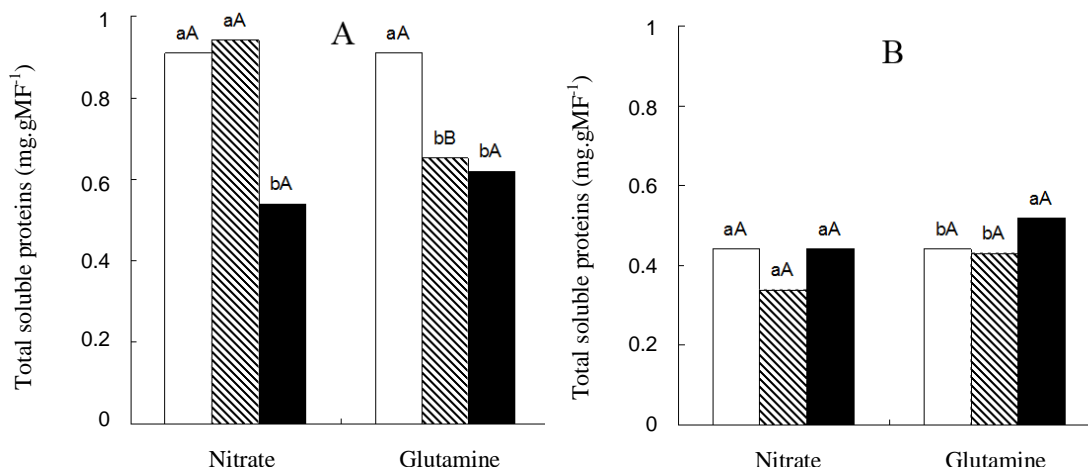 Total soluble proteins (mg.gMF-1)
1
0.8
0.6
0.4
0.2
0
A
aA
aA
bA
aA
bB
bA
Nitrate
Glutamine
Total soluble proteins (mg.gMF-1)
1
0.8
0.6
0.4
0.2
0
B
aA
aA
aA
bA
bA
aA
Nitrate
Glutamine